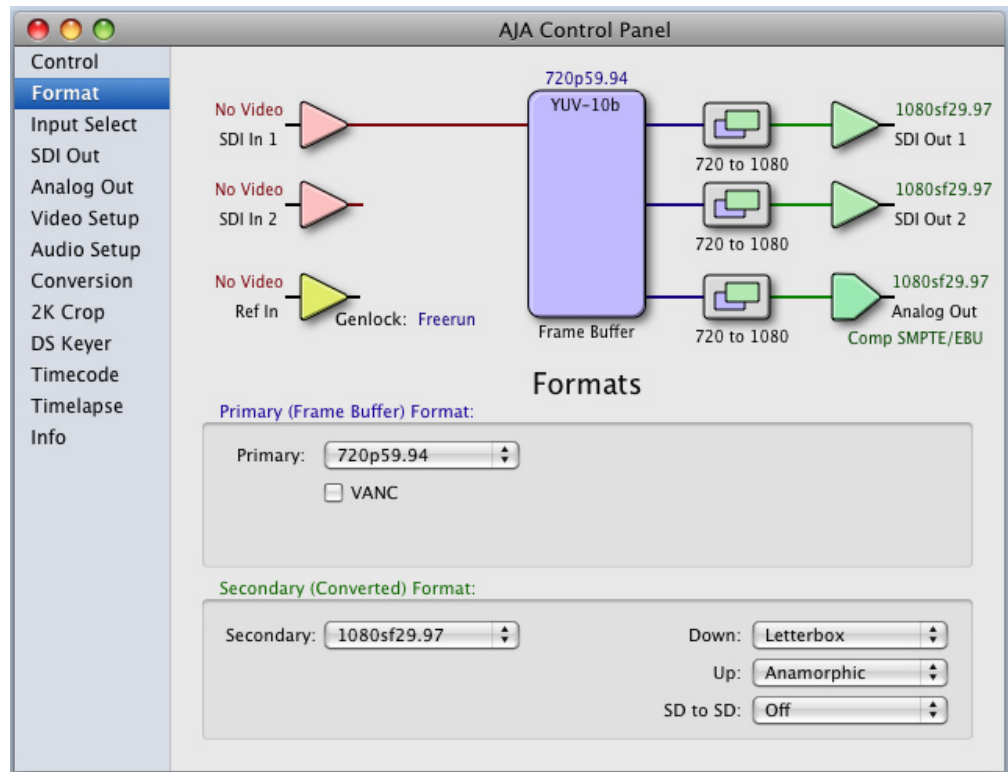 AJA Control Panel
Control
Format
Input Select
SDI Out
Analog Out
Video Setup
Audio Setup
Conversion
2K Crop
DS Keyer
Timecode
Timelapse
Info
720p59.94
YUV-10b
Frame Buffer
No Video
SDI In 1
No Video
SDI In 2
No Video
Ref In
Genlock: Freerun
720 to 1080
720 to 1080
720 to 1080
1080sf29.97
SDI Out 1
1080sf29.97
SDI Out 2
1080sf29.97
Analog Out
Comp SMPTE/EBU
Formats
Primary (Frame Buffer) Format:
Primary: 720p59.94
VANC
Secondary (Converted) Format:
Secondary: 1080sf29.97
Down: Letterbox
Up: Anamorphic
SD to SD: Off